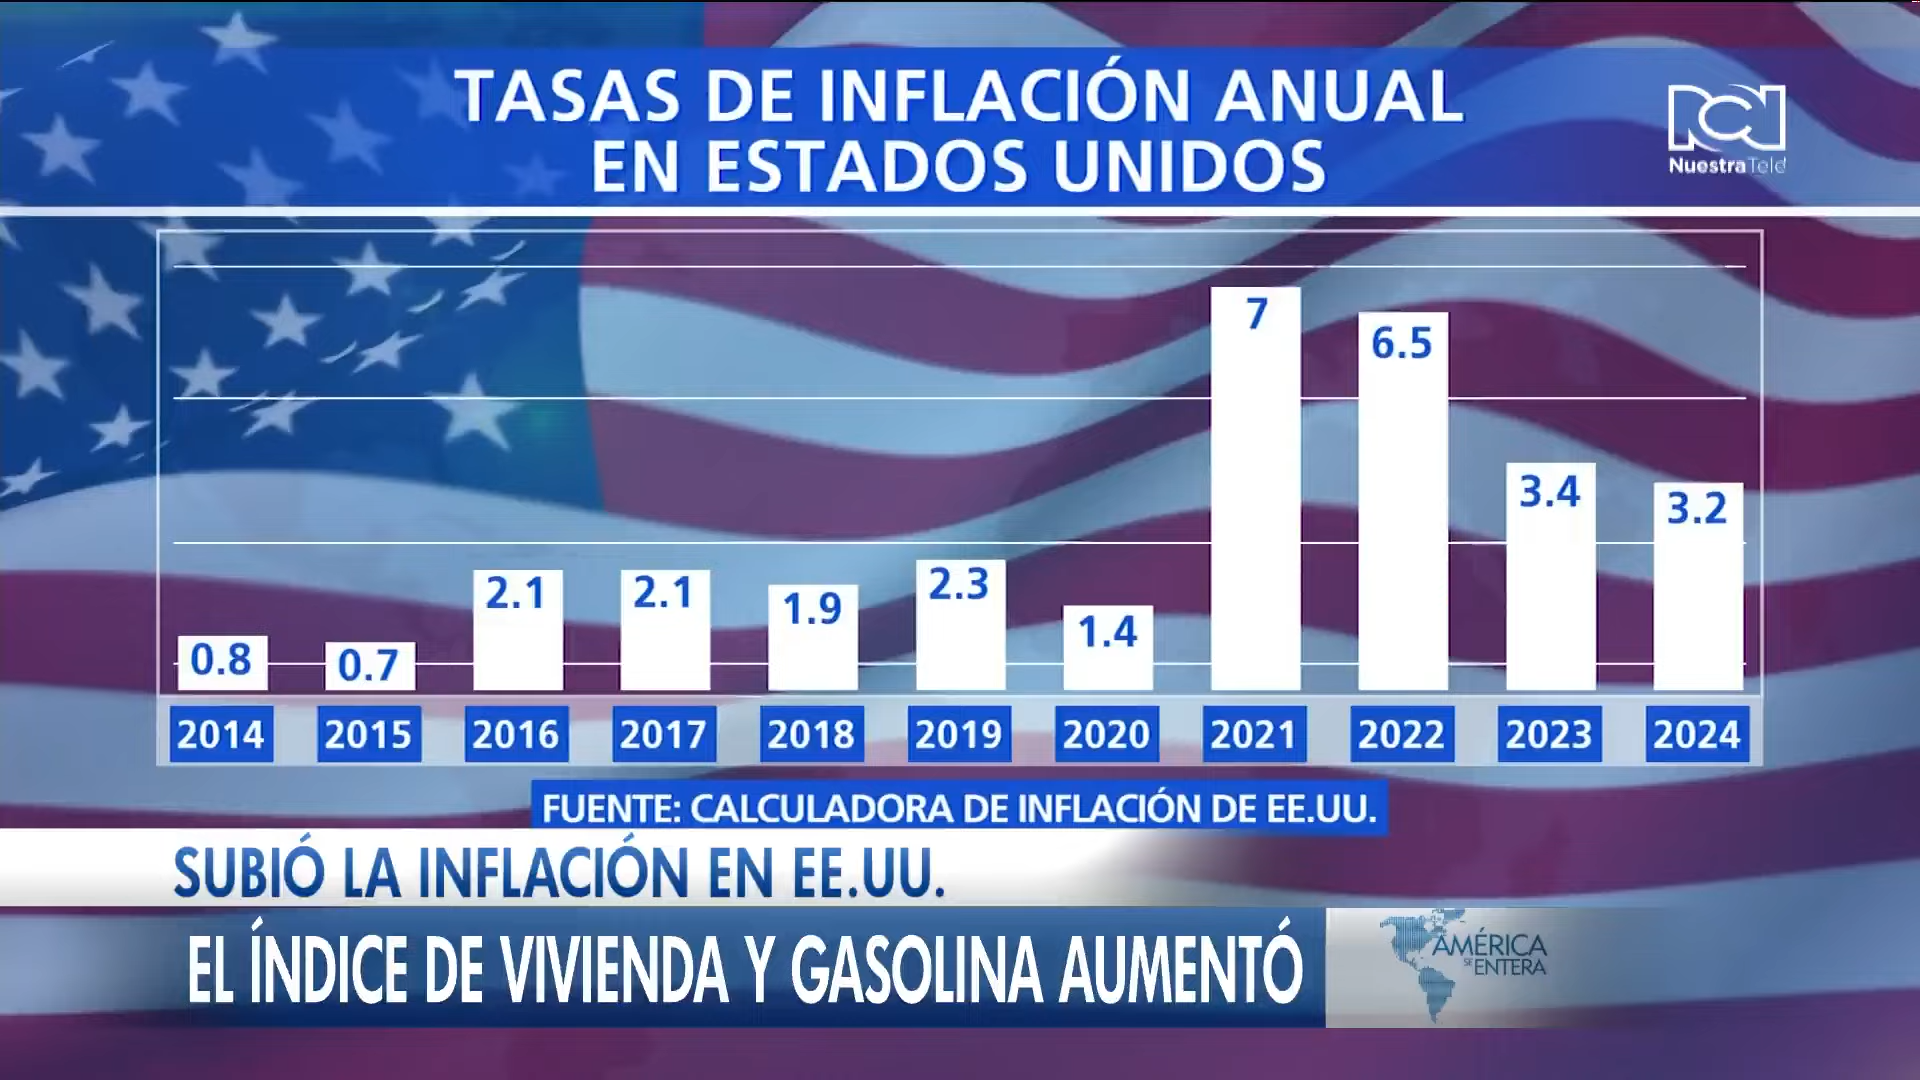 TASAS DE INFLACIÓN ANUAL
EN ESTADOS UNIDOS
RCN
NuestraTele
7
6.5
3.4
3.2
2.1
2.1
1.9
2.3
1.4
0.8
0.7
2014
2015
2016
2017
2018
2019
2020
2021
2022
2023
2024
FUENTE: CALCULADORA DE INFLACIÓN DE EE.UU.
SUBIÓ LA INFLACIÓN EN EE.UU.
EL ÍNDICE DE VIVIENDA Y GASOLINA AUMENTÓ
AMÉRICA
SE ENTERA